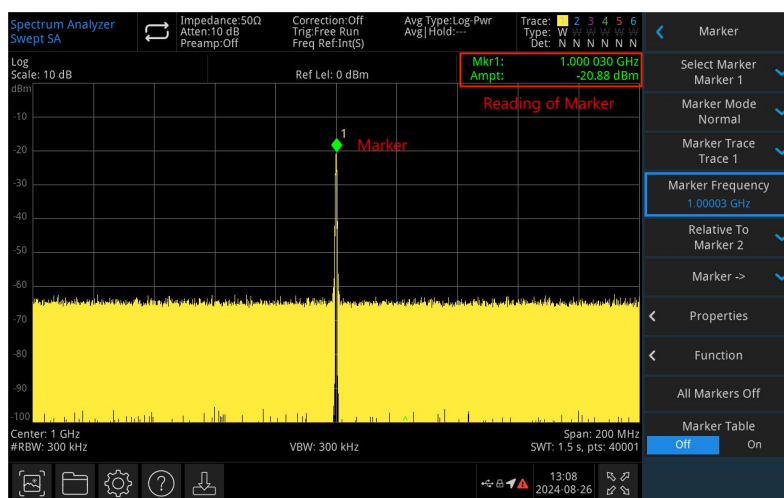 Spectrum Analyzer
Swept SA
Impedance:50Ω
Atten:10 dB
Preamp:Off
Correction:Off
Trig:Free Run
Freq Ref:Int(S)
Avg Type:Log-Pwr
Avg|Hold:---
Trace: 1 2 3 4 5 6
Type: W W W W W W
Det: N N N N N N
Log
Scale: 10 dB
Ref Lel: 0 dBm
Mkr1: 1.000 030 GHz
Ampt: -20.88 dBm
Reading of Marker
dBm
-10
-20
-30
-40
-50
-60
-70
-80
-90
-100
1
Marker
Center: 1 GHz
#RBW: 300 kHz
VBW: 300 kHz
Span: 200 MHz
SWT: 1.5 s, pts: 40001
13:08
2024-08-26
Marker
Select Marker
Marker 1
Marker Mode
Normal
Marker Trace
Trace 1
Marker Frequency
1.00003 GHz
Relative To
Marker 2
Marker ->
Properties
Function
All Markers Off
Marker Table
Off On